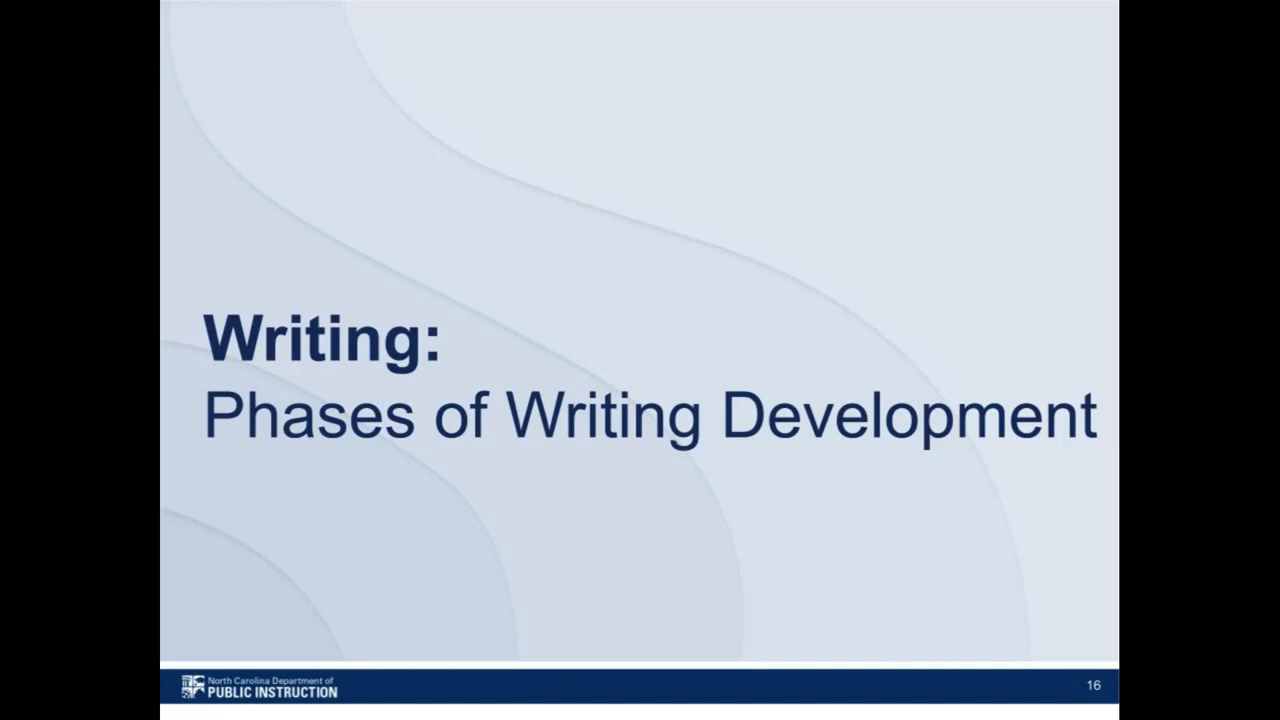 Writing:
Phases of Writing Development
North Carolina Department of
PUBLIC INSTRUCTION
16